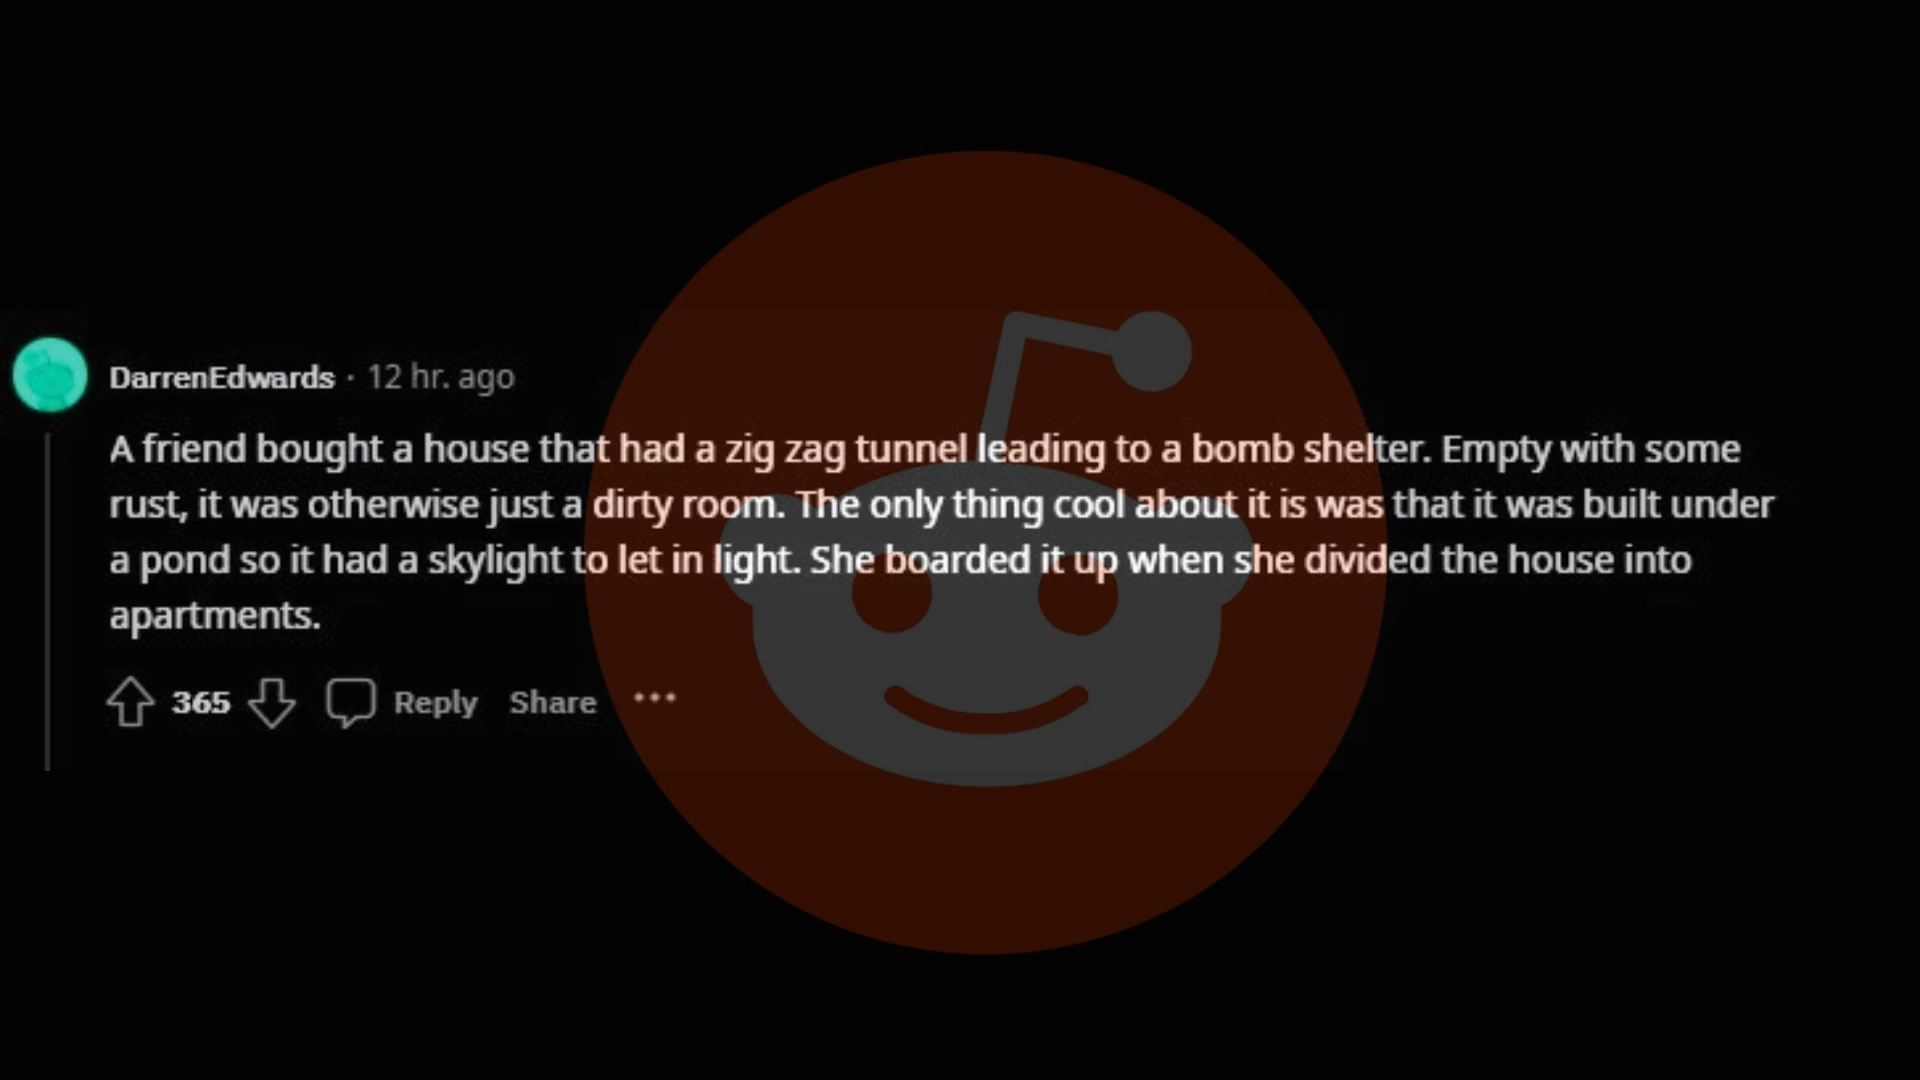 DarrenEdwards · 12 hr. ago
A friend bought a house that had a zig zag tunnel leading to a bomb shelter. Empty with some
rust, it was otherwise just a dirty room. The only thing cool about it is was that it was built under
a pond so it had a skylight to let in light. She boarded it up when she divided the house into
apartments.
365 Reply Share ···